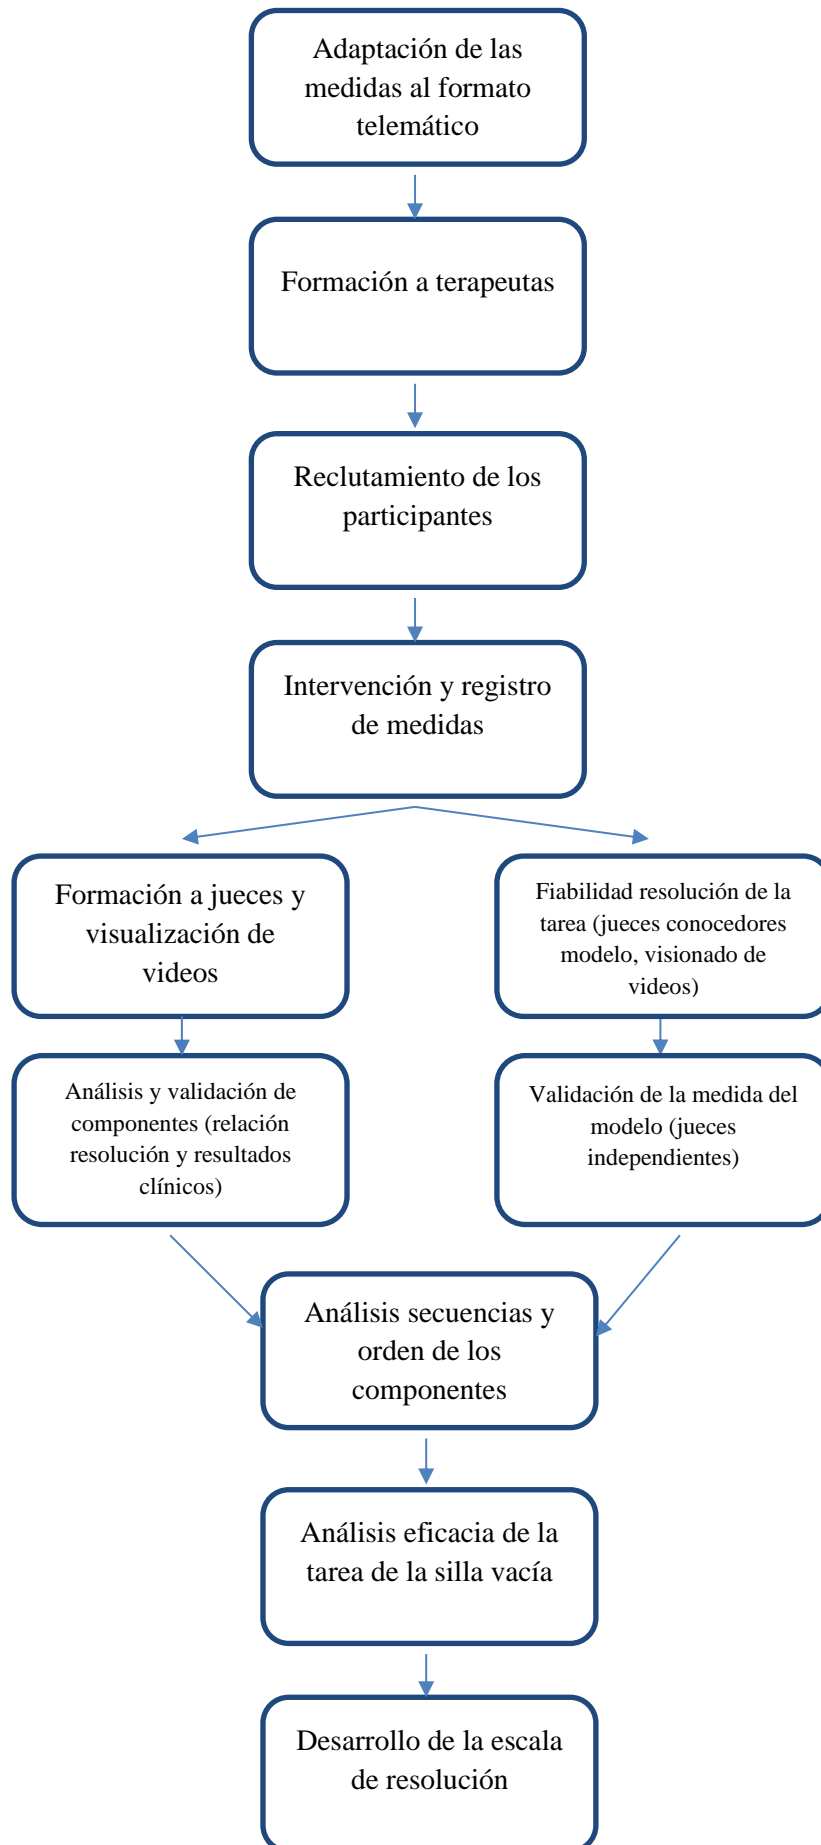 Adaptación de las
medidas al formato
telemático
Formación a terapeutas
Reclutamiento de los
participantes
Intervención y registro
de medidas
Formación a jueces y
visualización de
videos
Fiabilidad resolución de la
tarea (jueces conocedores
modelo, visionado de
videos)
Análisis y validación de
componentes (relación
resolución y resultados
clínicos)
Validación de la medida del
modelo (jueces
independientes)
Análisis secuencias y
orden de los
componentes
Análisis eficacia de la
tarea de la silla vacía
Desarrollo de la escala
de resolución